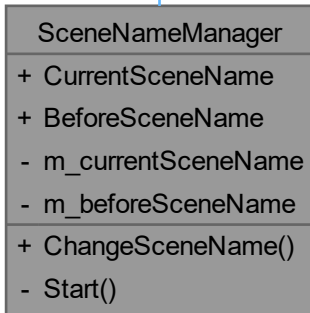 SceneNameManager
+ CurrentSceneName
+ BeforeSceneName
- m_currentSceneName
- m_beforeSceneName
+ ChangeSceneName()
- Start()